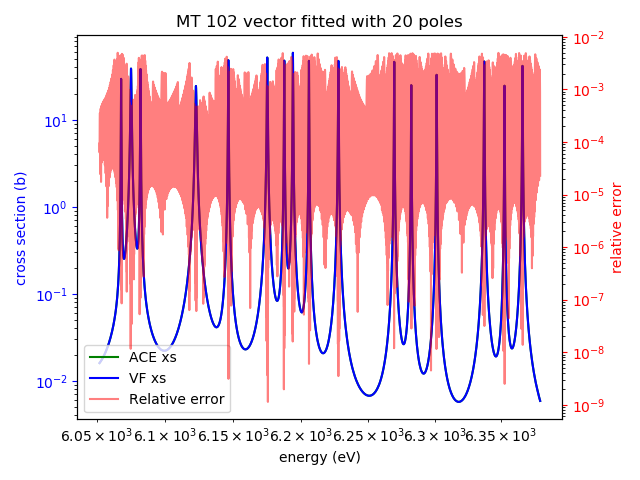 MT 102 vector fitted with 20 poles
cross section (b)
10¹
10⁰
10⁻¹
10⁻²
10⁻²
10⁻³
10⁻⁴
10⁻⁵
10⁻⁶
10⁻⁷
10⁻⁸
10⁻⁹
relative error
ACE xs
VF xs
Relative error
6.05 × 10³ 6.1 × 10³ 6.15 × 10³ 6.2 × 10³ 6.25 × 10³ 6.3 × 10³ 6.35 × 10³
energy (eV)